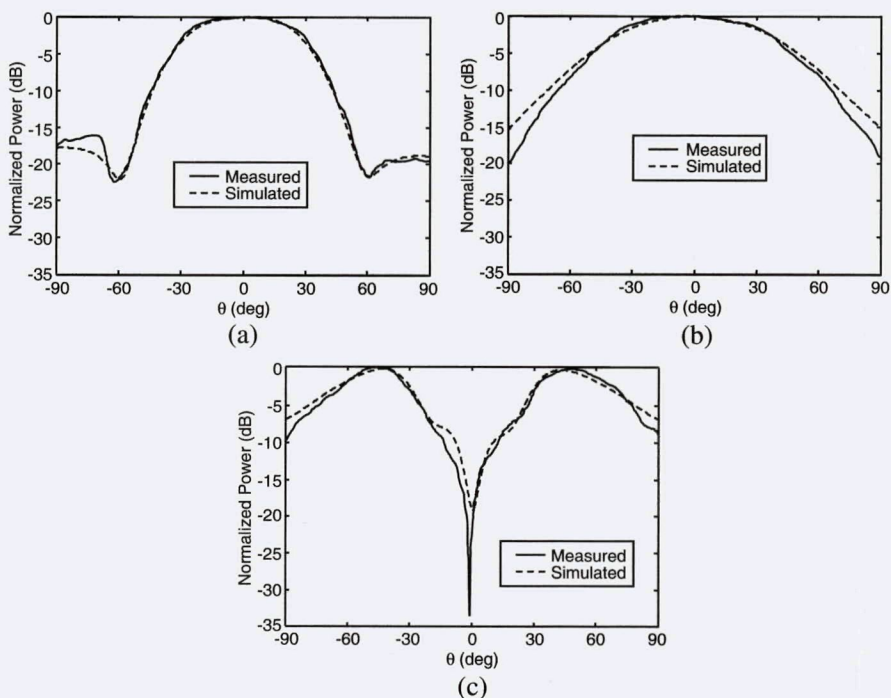 0
-5
-10
-15
-20
-25
-30
-35
Normalized Power (dB)
Measured
Simulated
-90 -60 -30 0 30 60 90
θ (deg)
(a)
0
-5
-10
-15
-20
-25
-30
-35
Normalized Power (dB)
Measured
Simulated
-90 -60 -30 0 30 60 90
θ (deg)
(b)
0
-5
-10
-15
-20
-25
-30
-35
Normalized Power (dB)
Measured
Simulated
-90 -60 -30 0 30 60 90
θ (deg)
(c)